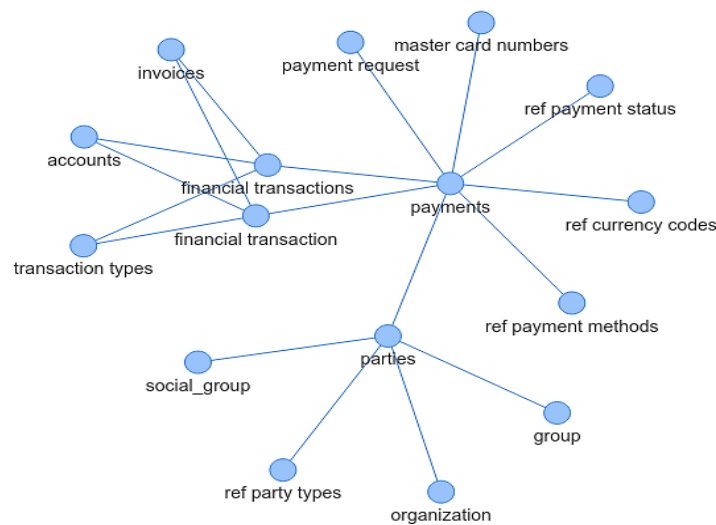 master card numbers
payment request
invoices
ref payment status
accounts
financial transactions
payments
ref currency codes
financial transaction
transaction types
ref payment methods
parties
social_group
group
ref party types
organization